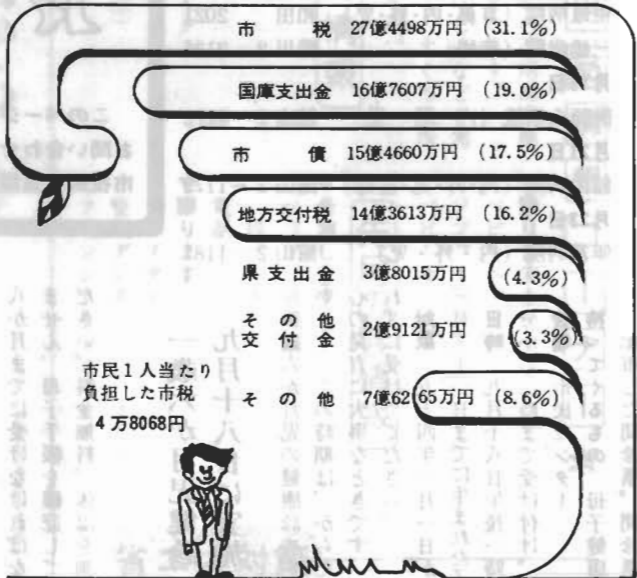 市税 27億4498万円 (31.1%)
国庫支出金 16億7607万円 (19.0%)
市債 15億4660万円 (17.5%)
地方交付税 14億3613万円 (16.2%)
県支出金 3億8015万円 (4.3%)
その他
交付金 2億9121万円 (3.3%)
その他 7億6265万円 (8.6%)
市民1人当たり
負担した市税
4万8068円